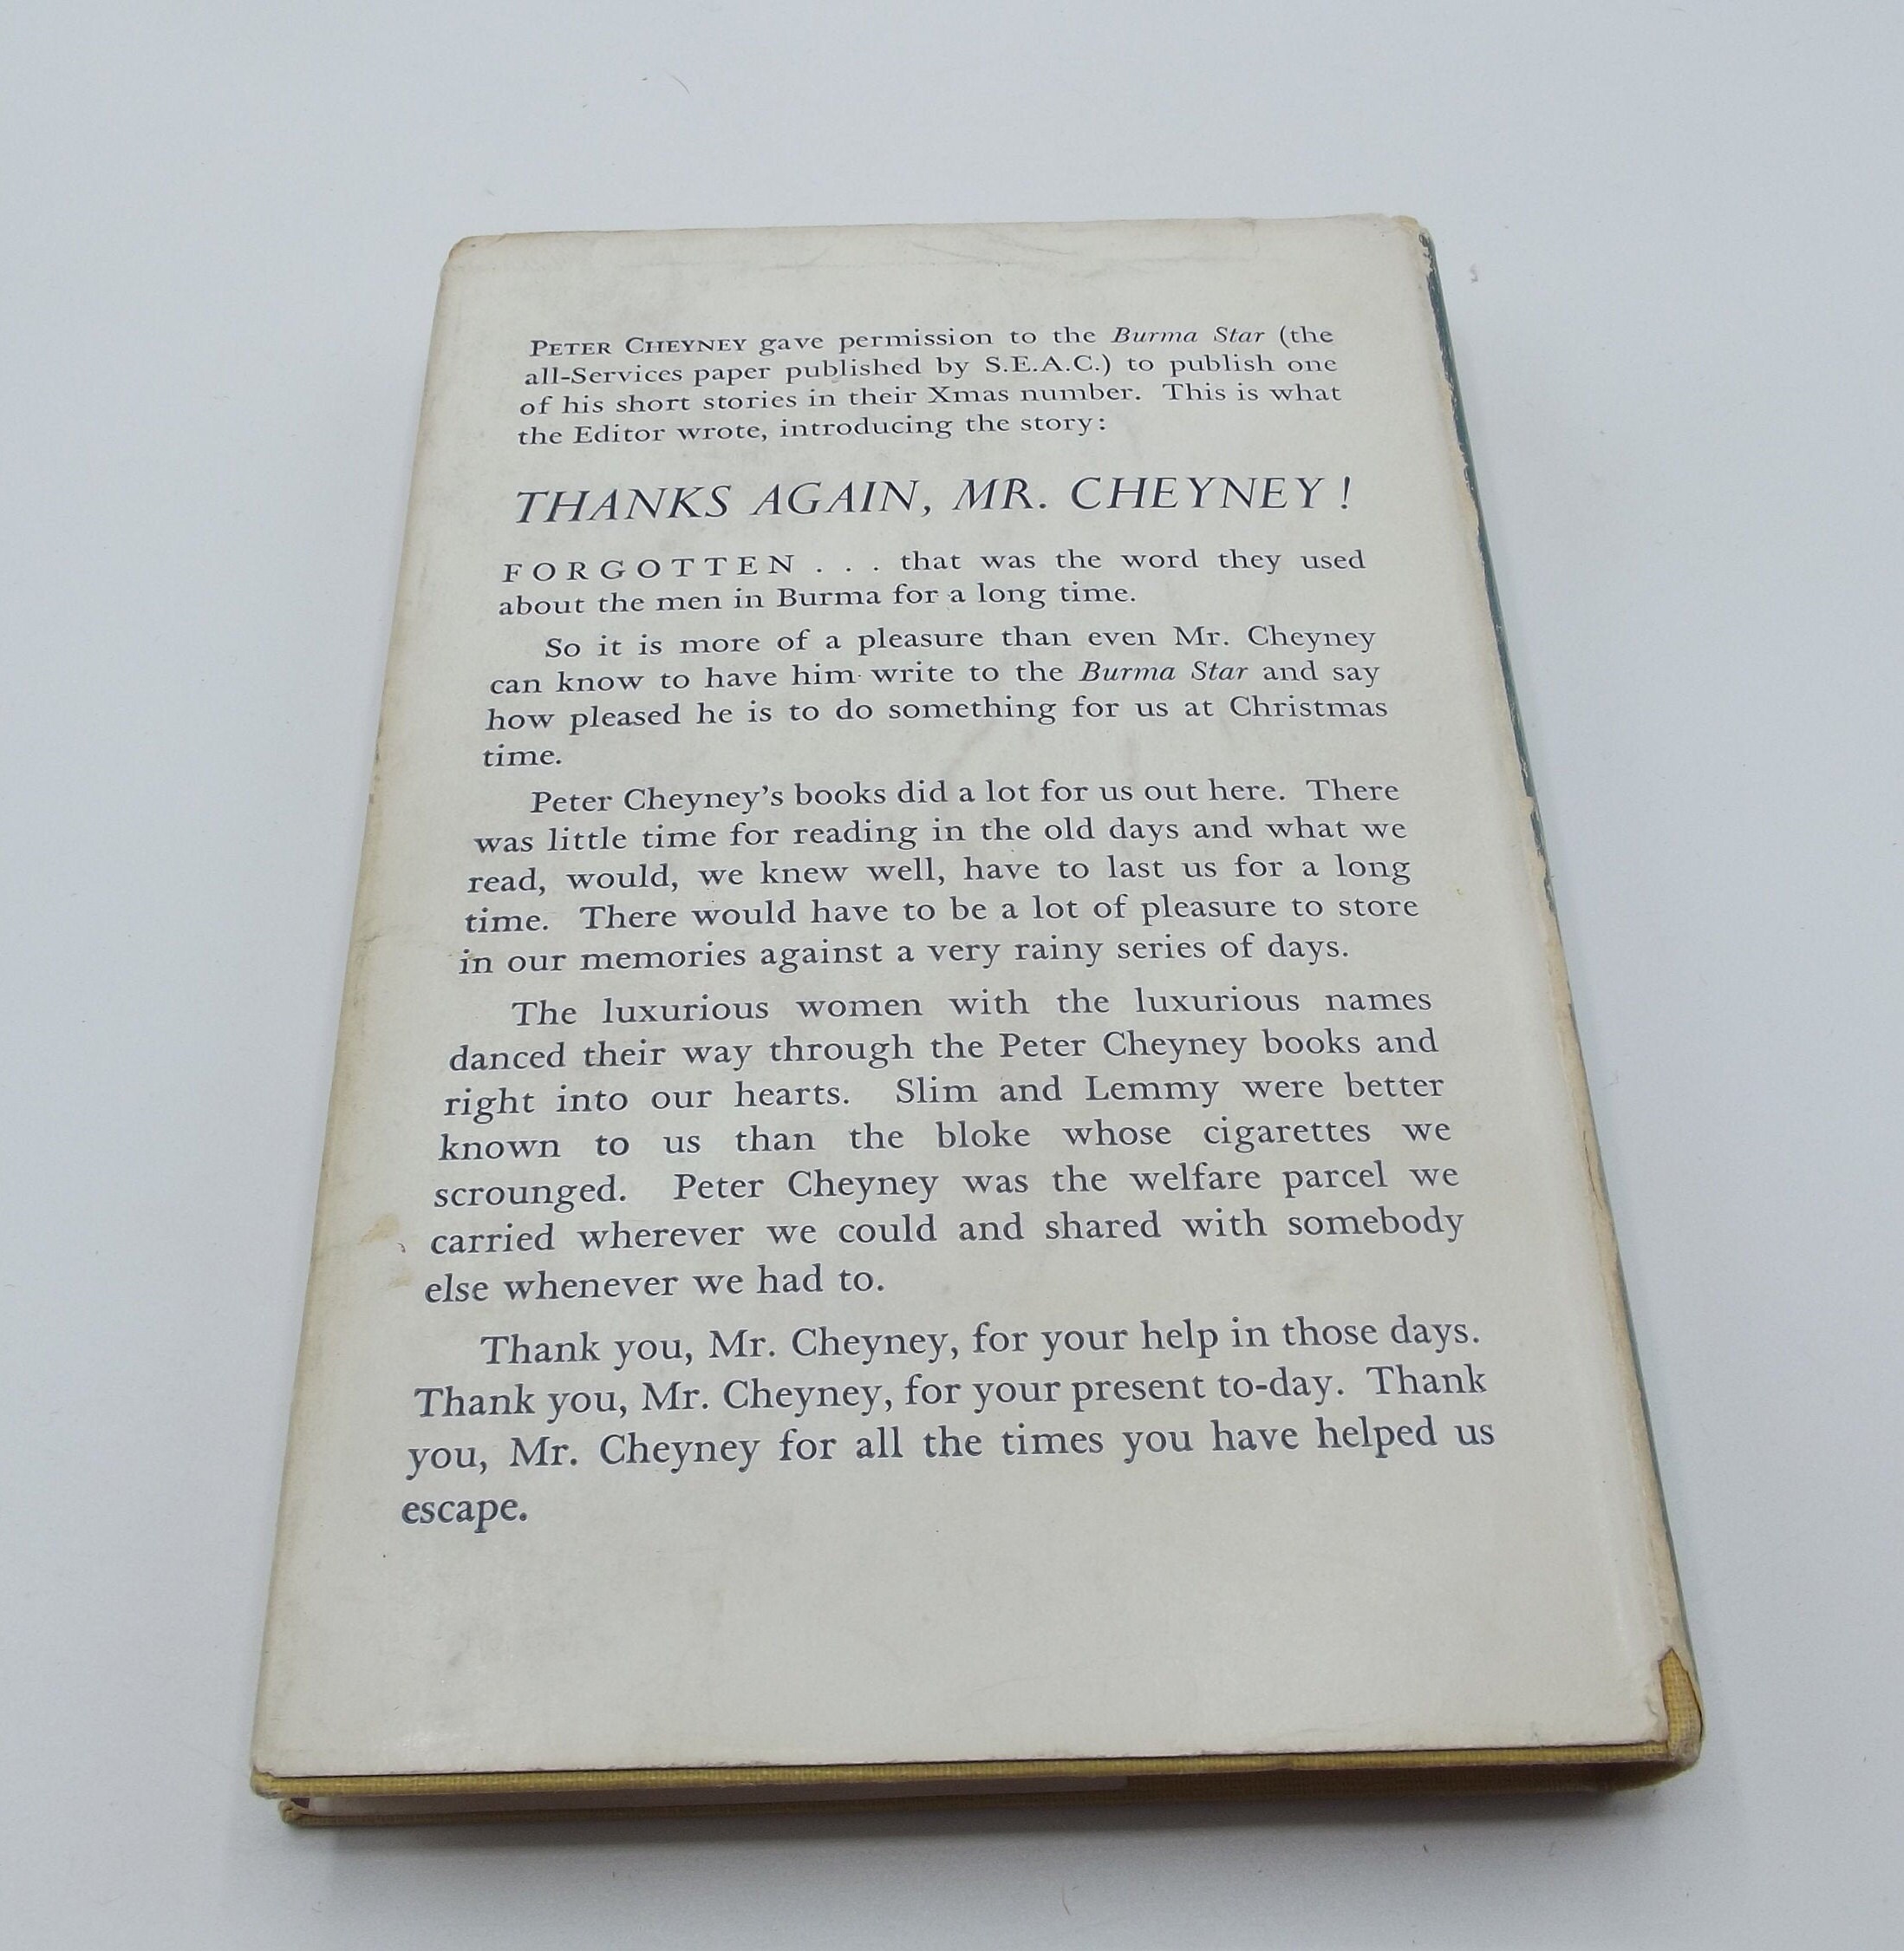 PETER CHEYNEY gave permission to the Burma Star (the
all-Services paper published by S.E.A.C.) to publish one
of his short stories in their Xmas number. This is what
the Editor wrote, introducing the story:
THANKS AGAIN, MR. CHEYNEY!
FORGOTTEN . . . that was the word they used
about the men in Burma for a long time.
So it is more of a pleasure than even Mr. Cheyney
can know to have him write to the Burma Star and say
how pleased he is to do something for us at Christmas
time.
Peter Cheyney's books did a lot for us out here. There
was little time for reading in the old days and what we
read, would, we knew well, have to last us for a long
time. There would have to be a lot of pleasure to store
in our memories against a very rainy series of days.
The luxurious women with the luxurious names
danced their way through the Peter Cheyney books and
right into our hearts. Slim and Lemmy were better
known to us than the bloke whose cigarettes we
scrounged. Peter Cheyney was the welfare parcel we
carried wherever we could and shared with somebody
else whenever we had to.
Thank you, Mr. Cheyney, for your help in those days.
Thank you, Mr. Cheyney, for your present to-day. Thank
you, Mr. Cheyney for all the times you have helped us
escape.